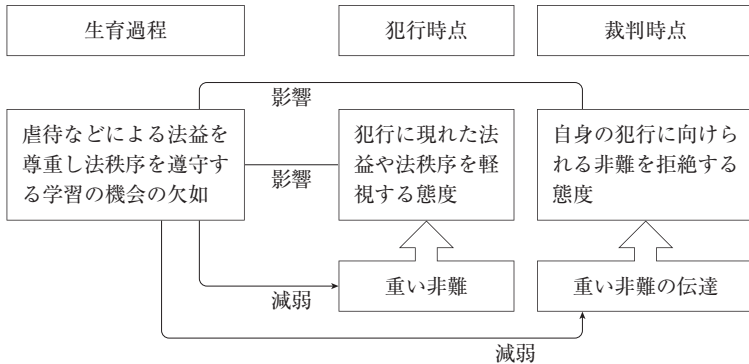 生育過程
犯行時点
裁判時点
影響
虐待などによる法益を
尊重し法秩序を遵守す
る学習の機会の欠如
影響
犯行に現れた法
益や法秩序を軽
視する態度
自身の犯行に向けら
れる非難を拒絶する
態度
減弱
重い非難
重い非難の伝達
減弱